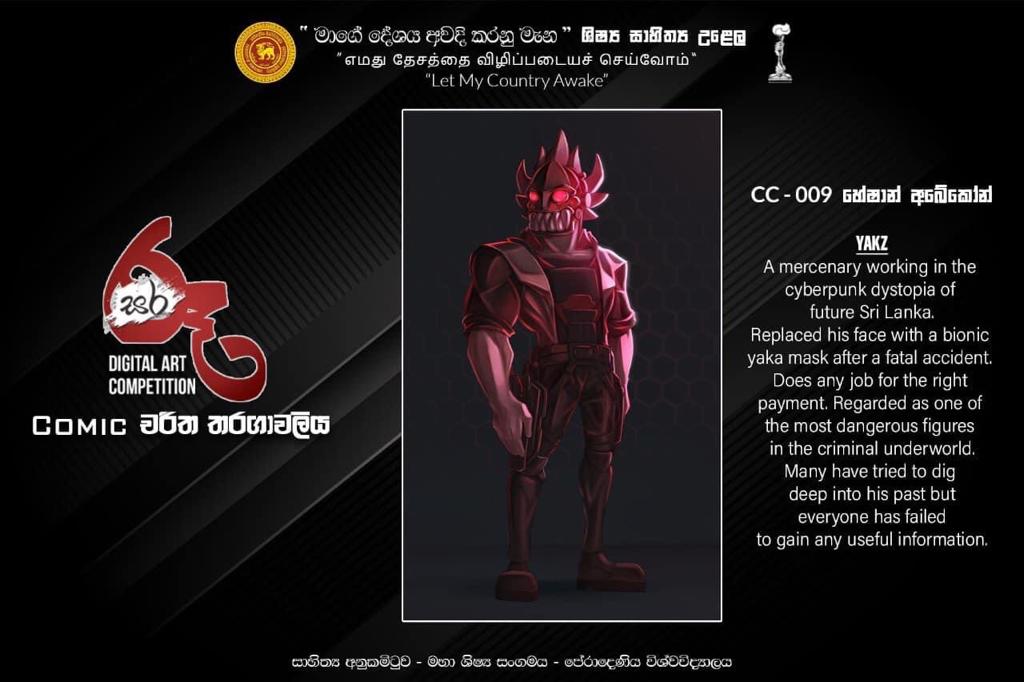 “ මාගේ දේශය අවදි කරනු මැන ” ශිෂ්‍ය සාහිත්‍ය උළෙල
“எமது தேசத்தை விழிப்படையச் செய்வோம்“
“Let My Country Awake”
CC - 009 හේෂාන් අබේකෝන්
YAKZ
A mercenary working in the
cyberpunk dystopia of
future Sri Lanka.
Replaced his face with a bionic
yaka mask after a fatal accident.
Does any job for the right
payment. Regarded as one of
the most dangerous figures
in the criminal underworld.
Many have tried to dig
deep into his past but
everyone has failed
to gain any useful information.
සර
රූ
DIGITAL ART
COMPETITION
COMIC චරිත තරගාවලිය
සාහිත්‍ය අනුකමිටුව - මහා ශිෂ්‍ය සංගමය - පේරාදෙණිය විශ්වවිද්‍යාලය